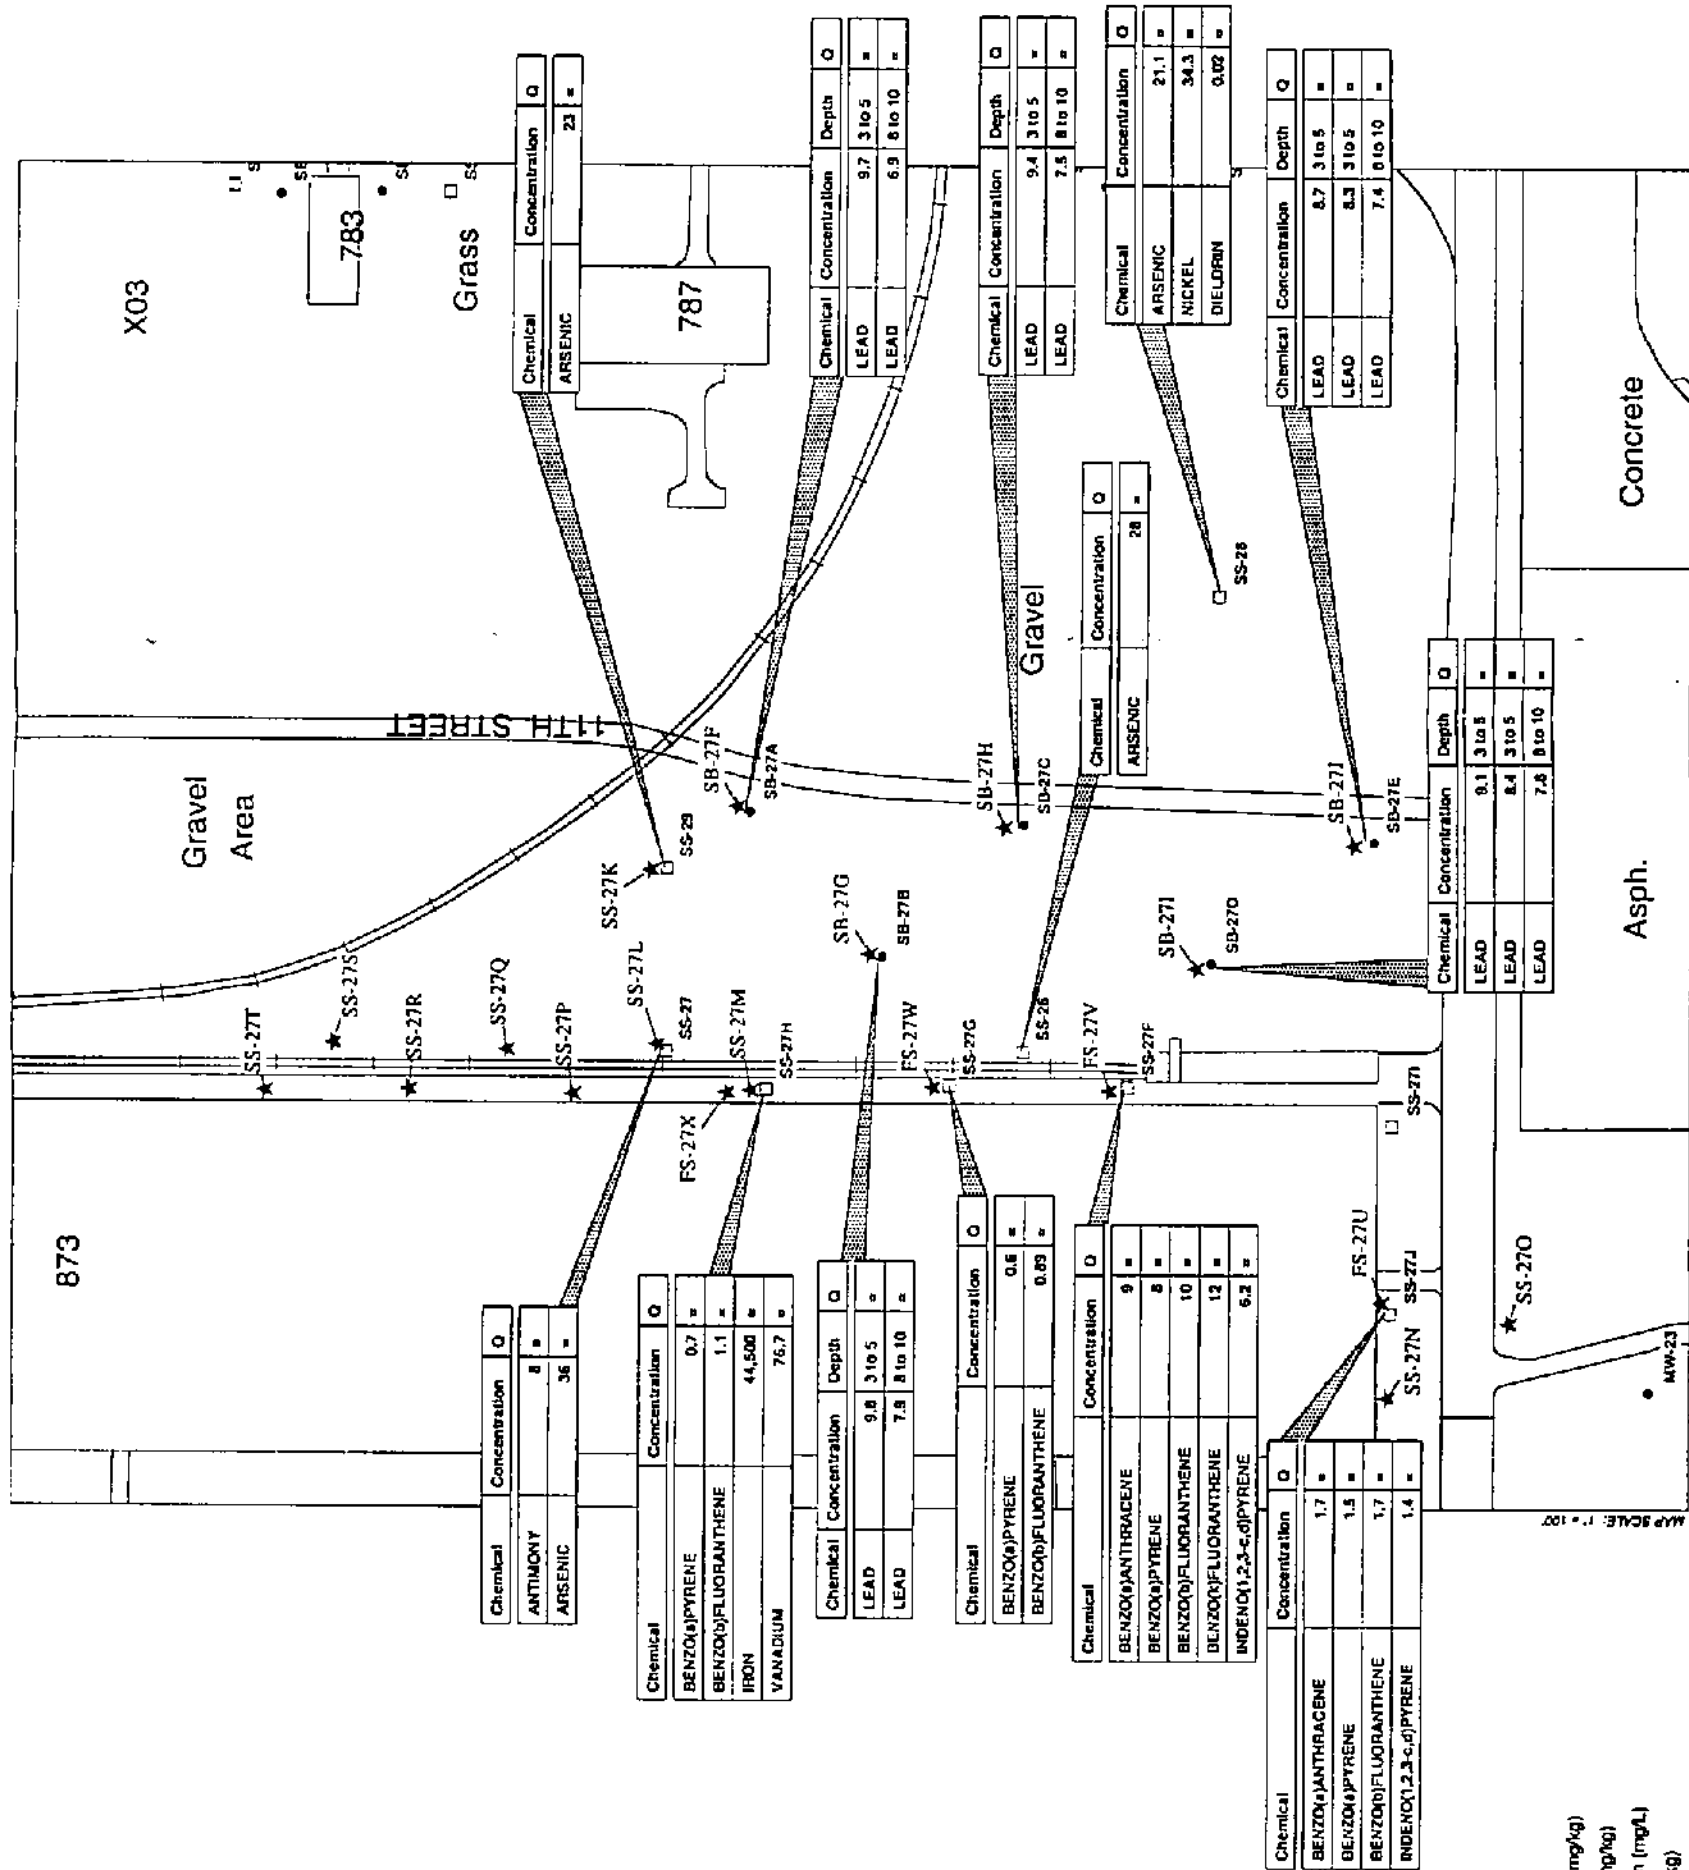 873
X03
783
Grass
787
Gravel
Area
11TH STREET
Gravel
Concrete
Asph.
SS-27T
SS-27S
SS-27R
SS-27Q
SS-27P
SS-27L
SS-27
SS-27K
SS-29
SB-27F
SB-27A
FS-27X
SS-27M
SS-27H
SB-27G
SB-27B
SB-27H
SB-27C
FS-27W
SS-27G
FS-27V
SS-27F
SB-27I
SB-27D
SB-27J
SB-27E
SS-28
SS-27I
FS-27U
SS-27J
SS-27N
SS-27O
MW-23
MAP SCALE: 1" = 100'
Chemical Concentration Q
ARSENIC 23 =
Chemical Concentration Depth Q
LEAD 9.7 3 to 5 =
LEAD 6.9 8 to 10 =
Chemical Concentration Depth Q
LEAD 9.4 3 to 5 =
LEAD 7.5 8 to 10 =
Chemical Concentration Q
ARSENIC 21.1 =
NICKEL 34.3 =
DIELDRIN 0.02 =
Chemical Concentration Depth Q
LEAD 8.7 3 to 5 =
LEAD 8.3 3 to 5 =
LEAD 7.4 8 to 10 =
Chemical Concentration Q
ARSENIC 28 =
Chemical Concentration Depth Q
LEAD 9.1 3 to 5 =
LEAD 8.4 3 to 5 =
LEAD 7.8 8 to 10 =
Chemical Concentration Q
ANTIMONY 8 =
ARSENIC 36 =
Chemical Concentration Q
BENZO(a)PYRENE 0.7 =
BENZO(b)FLUORANTHENE 1.1 =
IRON 44,500 =
VANADIUM 76.7 =
Chemical Concentration Depth Q
LEAD 9.8 3 to 5 =
LEAD 7.9 8 to 10 =
Chemical Concentration Q
BENZO(a)PYRENE 0.6 =
BENZO(b)FLUORANTHENE 0.89 =
Chemical Concentration Q
BENZO(a)ANTHRACENE 9 =
BENZO(a)PYRENE 8 =
BENZO(b)FLUORANTHENE 10 =
BENZO(k)FLUORANTHENE 12 =
INDENO(1,2,3-c,d)PYRENE 6.2 =
Chemical Concentration Q
BENZO(a)ANTHRACENE 1.7 =
BENZO(a)PYRENE 1.5 =
BENZO(b)FLUORANTHENE 1.7 =
INDENO(1,2,3-c,d)PYRENE 1.4 =
mg/kg)
(mg/L)